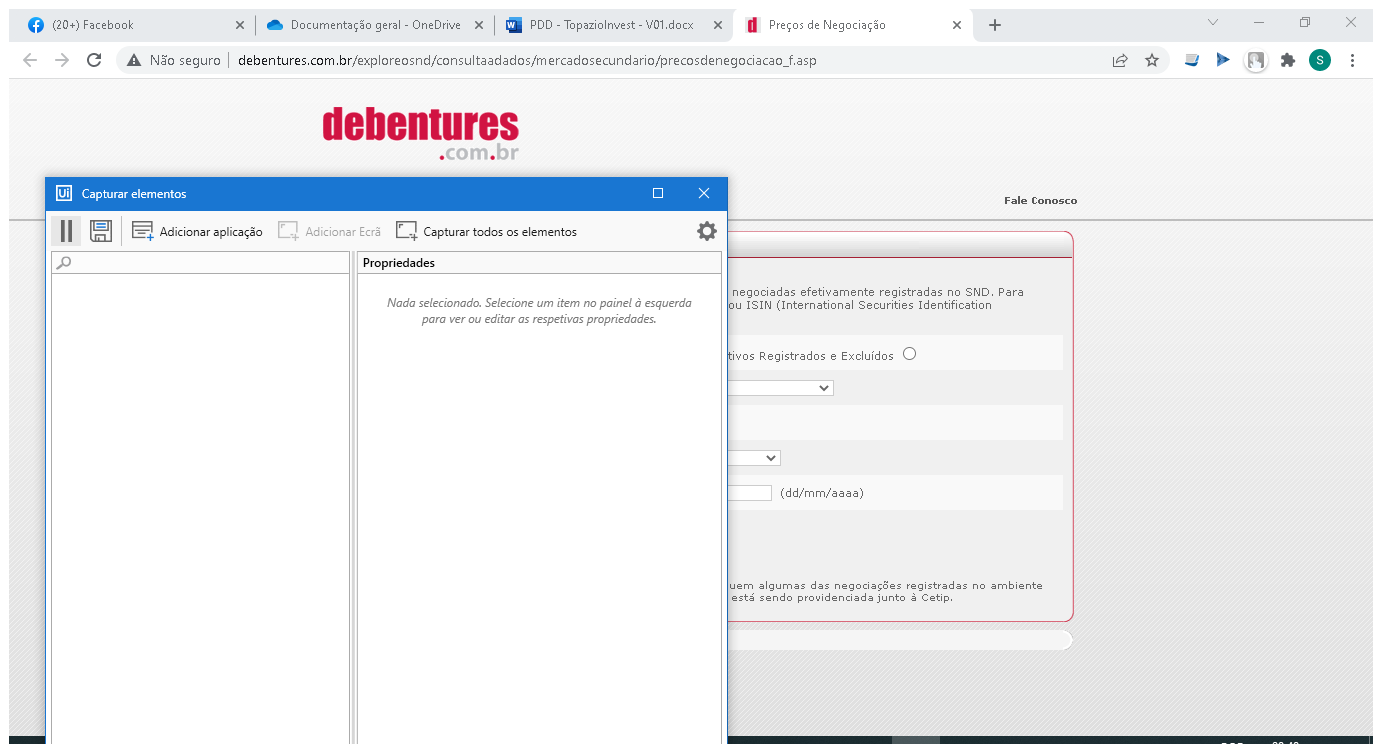 (20+) Facebook
Documentação geral - OneDrive
PDD - TopazioInvest - V01.docx
Preços de Negociação
Não seguro
debentures.com.br/exploreosnd/consultaadados/mercadosecundario/precosdenegociacao_f.asp
S
debentures
.com.br
Ui Capturar elementos
Fale Conosco
Adicionar aplicação
Adicionar Ecrã
Capturar todos os elementos
Propriedades
Nada selecionado. Selecione um item no painel à esquerda
para ver ou editar as respetivas propriedades.
negociadas efetivamente registradas no SND. Para
ou ISIN (International Securities Identification
tivos Registrados e Excluídos
(dd/mm/aaaa)
uem algumas das negociações registradas no ambiente
está sendo providenciada junto à Cetip.